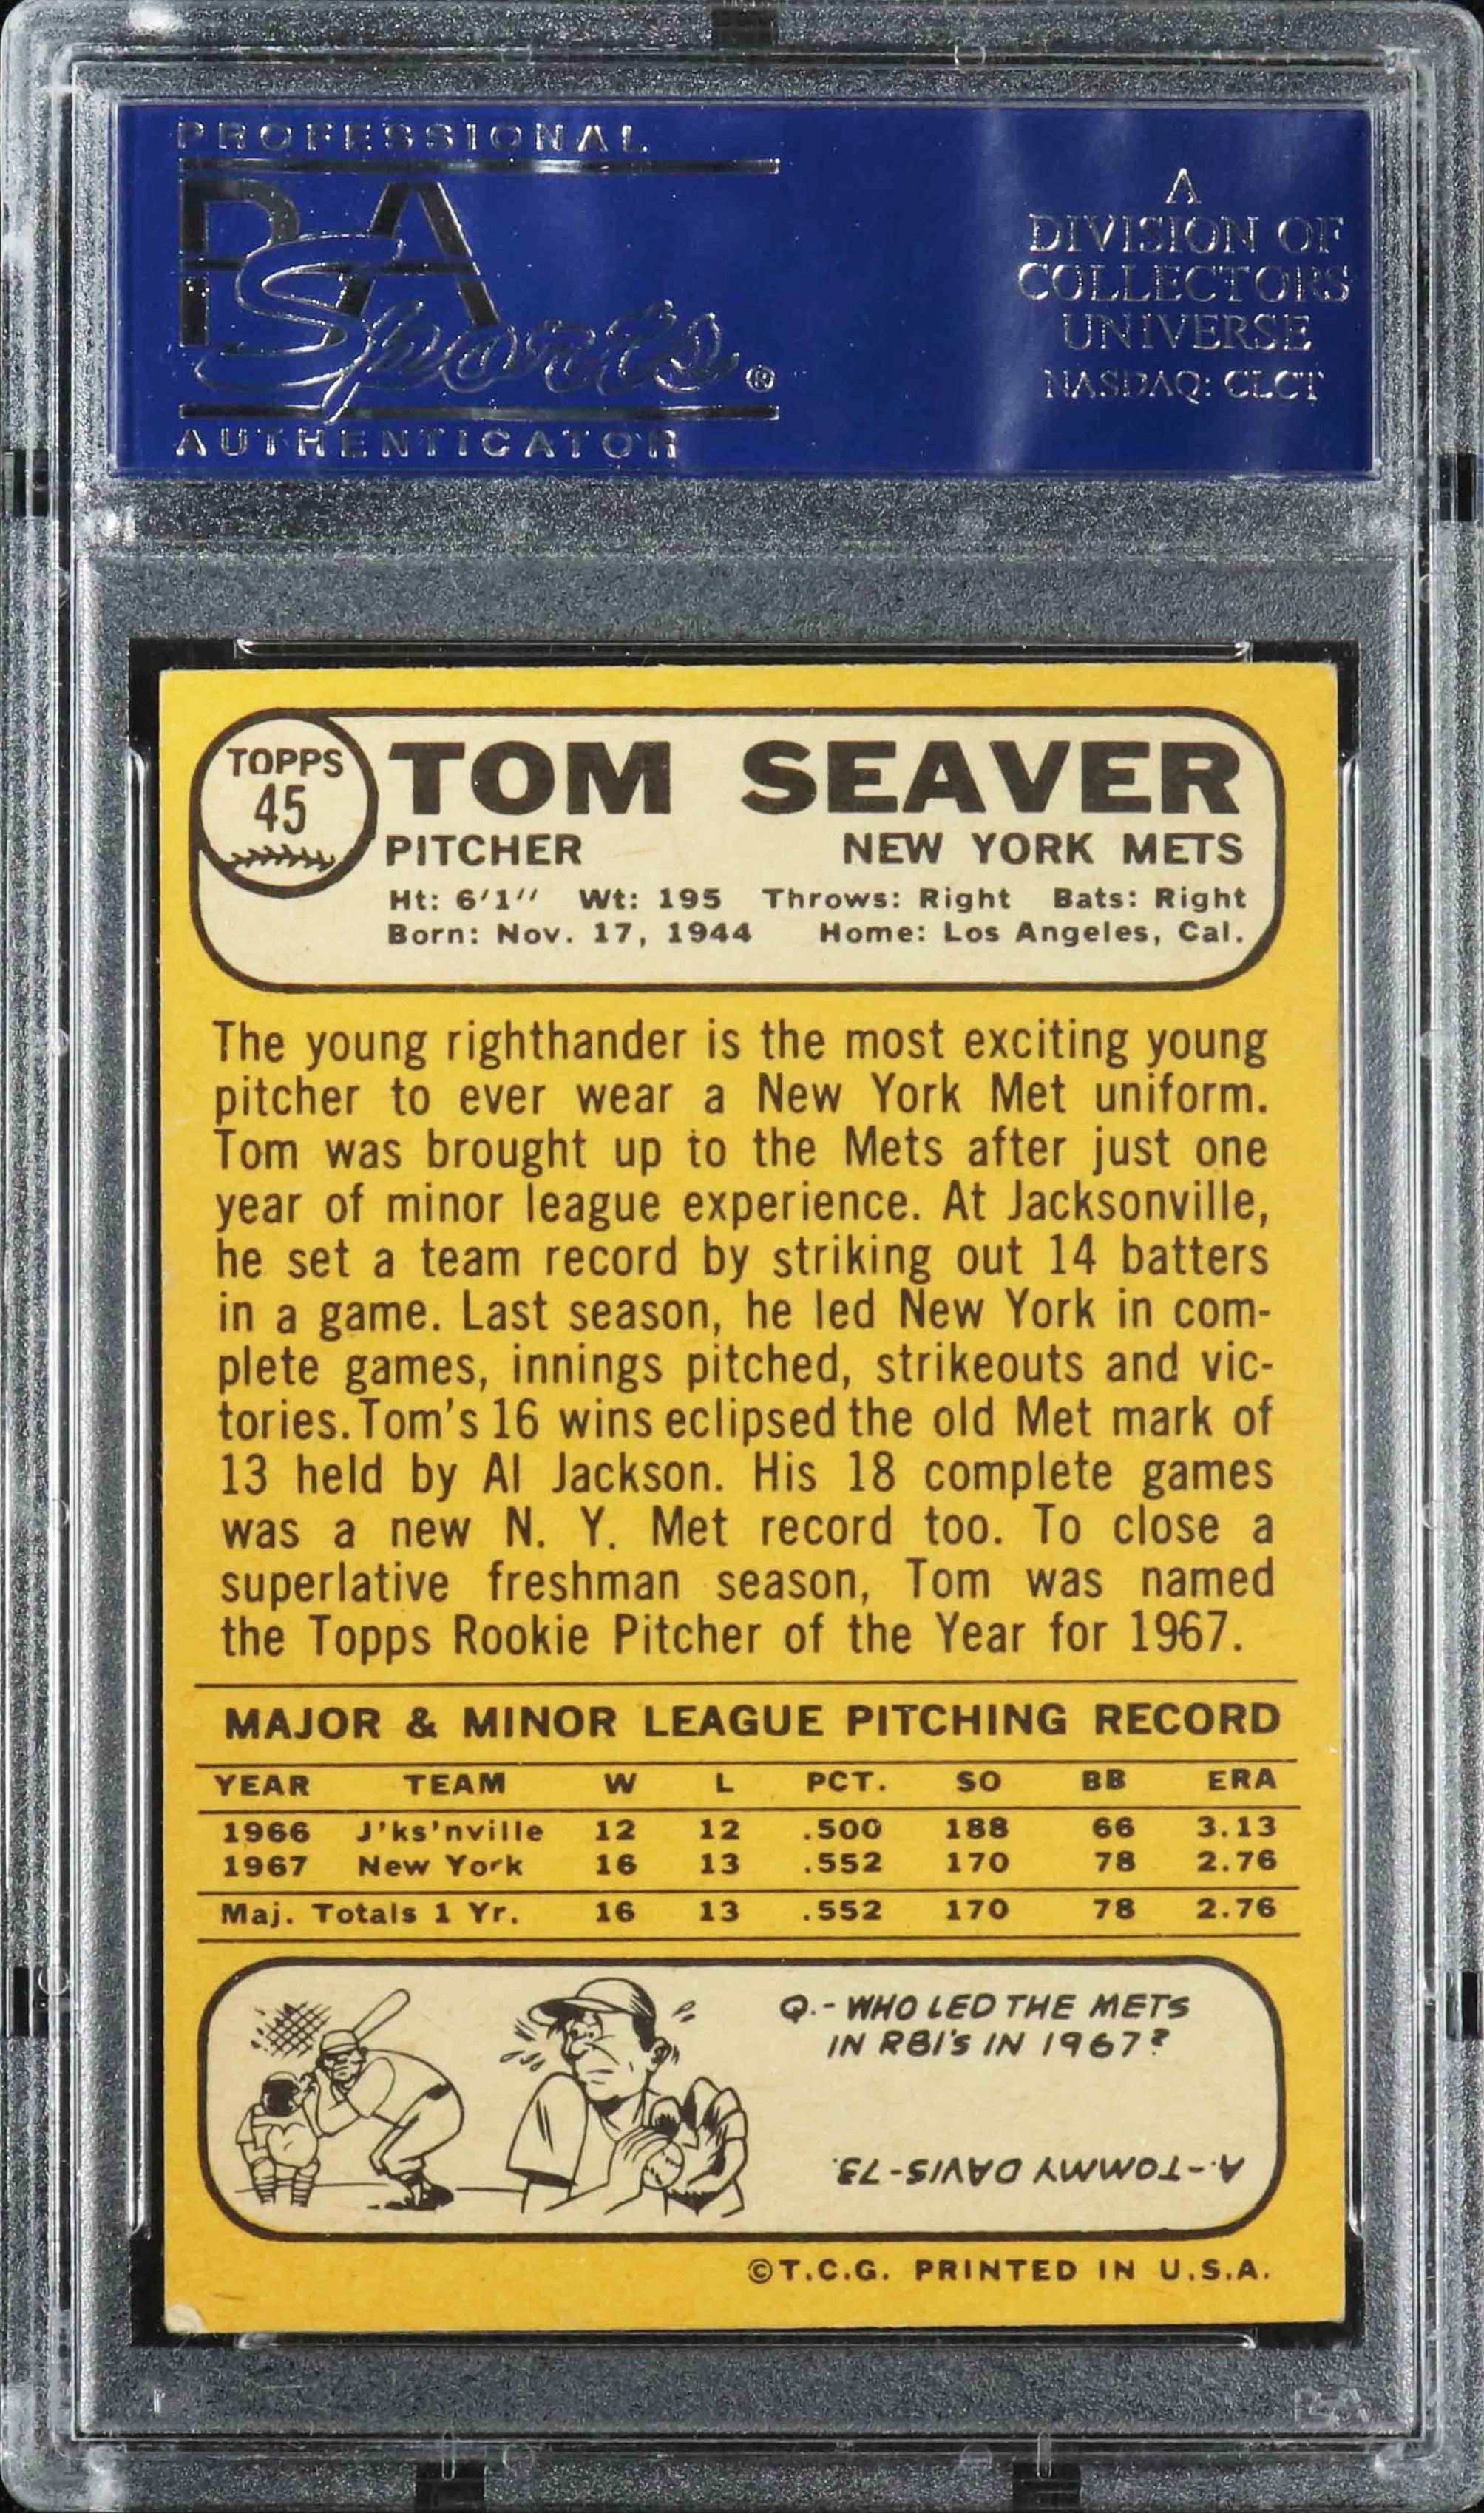 PROFESSIONAL
PSA
Sports®
AUTHENTICATOR
A
DIVISION OF
COLLECTORS
UNIVERSE
NASDAQ: CLCT
TOPPS
45
TOM SEAVER
PITCHER NEW YORK METS
Ht: 6'1" Wt: 195 Throws: Right Bats: Right
Born: Nov. 17, 1944 Home: Los Angeles, Cal.
The young righthander is the most exciting young
pitcher to ever wear a New York Met uniform.
Tom was brought up to the Mets after just one
year of minor league experience. At Jacksonville,
he set a team record by striking out 14 batters
in a game. Last season, he led New York in com-
plete games, innings pitched, strikeouts and vic-
tories. Tom's 16 wins eclipsed the old Met mark of
13 held by Al Jackson. His 18 complete games
was a new N. Y. Met record too. To close a
superlative freshman season, Tom was named
the Topps Rookie Pitcher of the Year for 1967.
MAJOR & MINOR LEAGUE PITCHING RECORD
YEAR TEAM W L PCT. SO BB ERA
1966 J'ks'nville 12 12 .500 188 66 3.13
1967 New York 16 13 .552 170 78 2.76
Maj. Totals 1 Yr. 16 13 .552 170 78 2.76
Q.- WHO LED THE METS
IN RBI'S IN 1967?
A.-TOMMY DAVIS-73.
©T.C.G. PRINTED IN U.S.A.
PSA